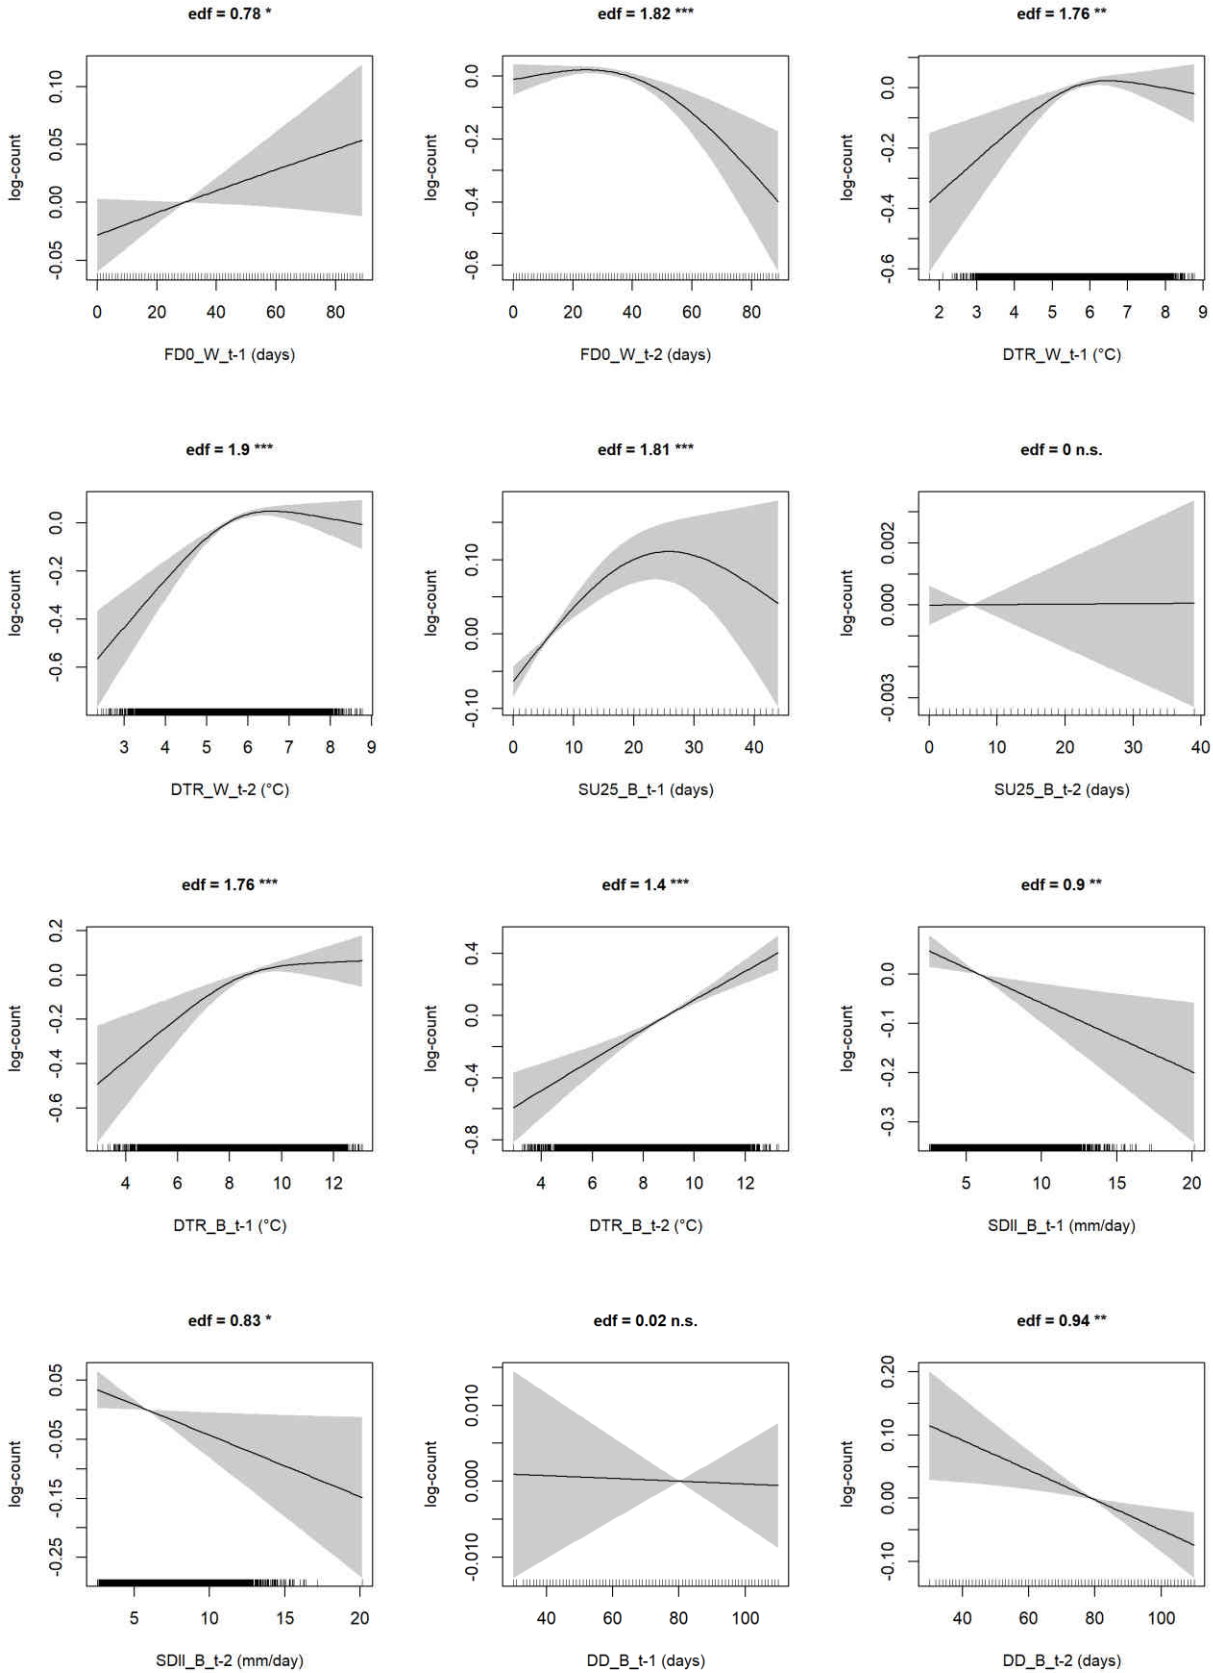 edf = 0.78 * edf = 1.82 *** edf = 1.76 **
log-count
-0.05 0.00 0.05 0.10
0 20 40 60 80
FD0_W_t-1 (days)
log-count
-0.6 -0.4 -0.2 0.0
0 20 40 60 80
FD0_W_t-2 (days)
log-count
-0.6 -0.4 -0.2 0.0
2 3 4 5 6 7 8 9
DTR_W_t-1 (°C)
edf = 1.9 *** edf = 1.81 *** edf = 0 n.s.
log-count
-0.6 -0.4 -0.2 0.0
3 4 5 6 7 8 9
DTR_W_t-2 (°C)
log-count
-0.10 0.00 0.10
0 10 20 30 40
SU25_B_t-1 (days)
log-count
-0.003 0.000 0.002
0 10 20 30 40
SU25_B_t-2 (days)
edf = 1.76 *** edf = 1.4 *** edf = 0.9 **
log-count
-0.6 -0.4 -0.2 0.0 0.2
4 6 8 10 12
DTR_B_t-1 (°C)
log-count
-0.8 -0.4 0.0 0.4
4 6 8 10 12
DTR_B_t-2 (°C)
log-count
-0.3 -0.2 -0.1 0.0
5 10 15 20
SDII_B_t-1 (mm/day)
edf = 0.83 * edf = 0.02 n.s. edf = 0.94 **
log-count
-0.25 -0.15 -0.05 0.05
5 10 15 20
SDII_B_t-2 (mm/day)
log-count
-0.010 0.000 0.010
40 60 80 100
DD_B_t-1 (days)
log-count
-0.10 0.00 0.10 0.20
40 60 80 100
DD_B_t-2 (days)